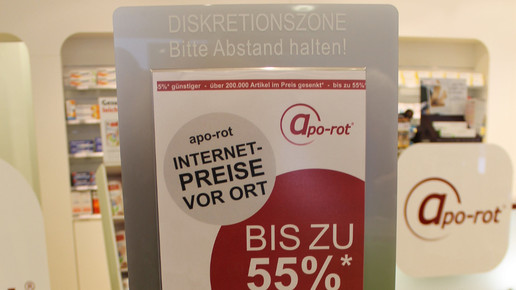 DISKRETIONSZONE
Bitte Abstand halten!
5%* günstiger - über 200.000 Artikel im Preis gesenkt* - bis zu 55%*
apo-rot®
apo-rot
INTERNET-
PREISE
VOR ORT
BIS ZU
55%*
apo-rot®
®